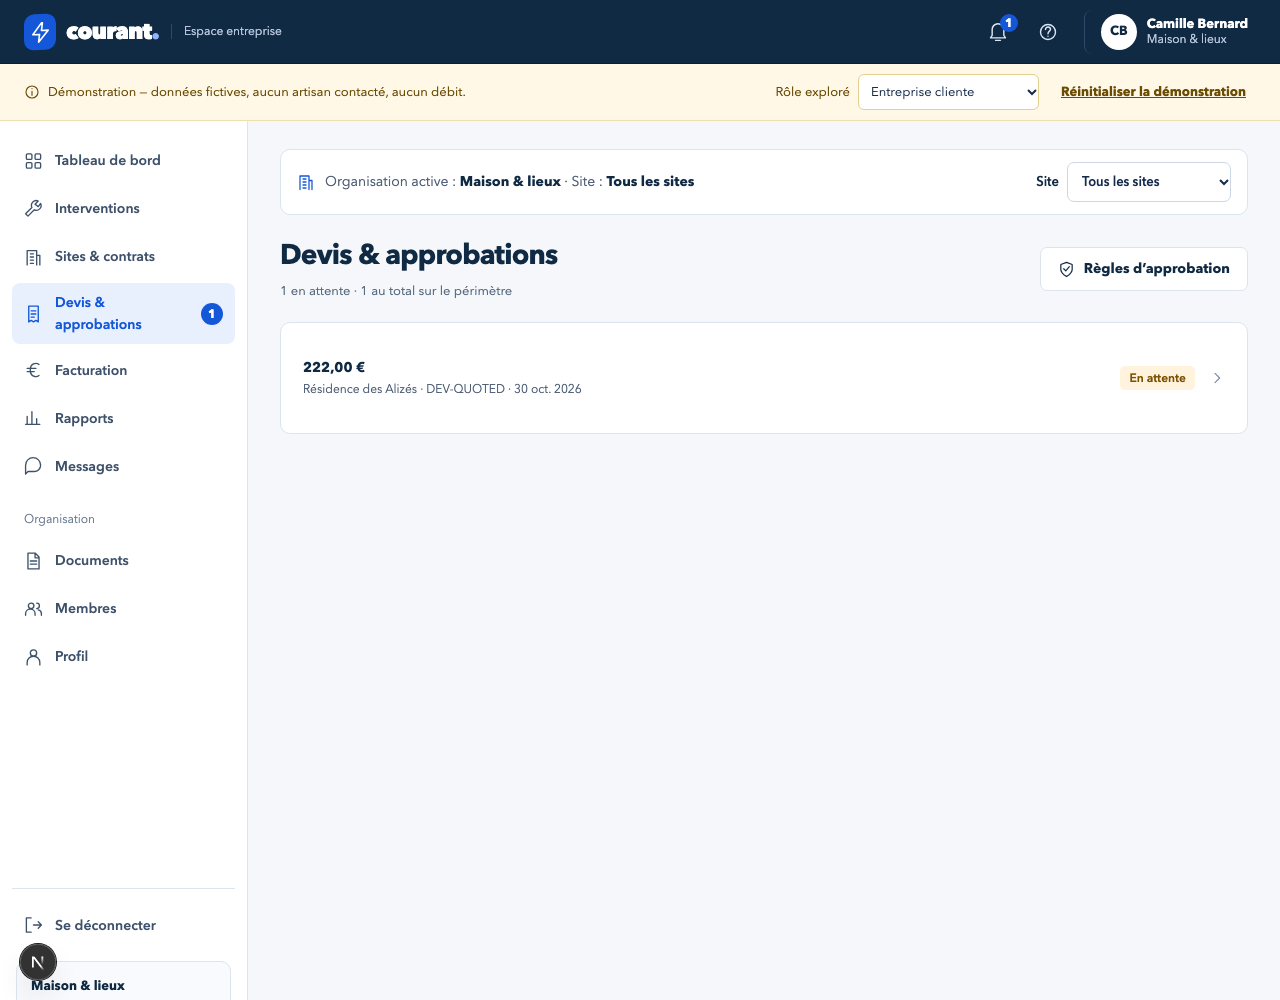 courant.
Espace entreprise
1
CB
Camille Bernard
Maison & lieux
Démonstration – données fictives, aucun artisan contacté, aucun débit.
Rôle exploré
Entreprise cliente
Réinitialiser la démonstration
Tableau de bord
Interventions
Sites & contrats
Devis &
approbations
1
Facturation
Rapports
Messages
Organisation
Documents
Membres
Profil
Se déconnecter
N
Maison & lieux
Organisation active : Maison & lieux · Site : Tous les sites
Site
Tous les sites
Devis & approbations
1 en attente · 1 au total sur le périmètre
Règles d’approbation
222,00 €
Résidence des Alizés · DEV-QUOTED · 30 oct. 2026
En attente